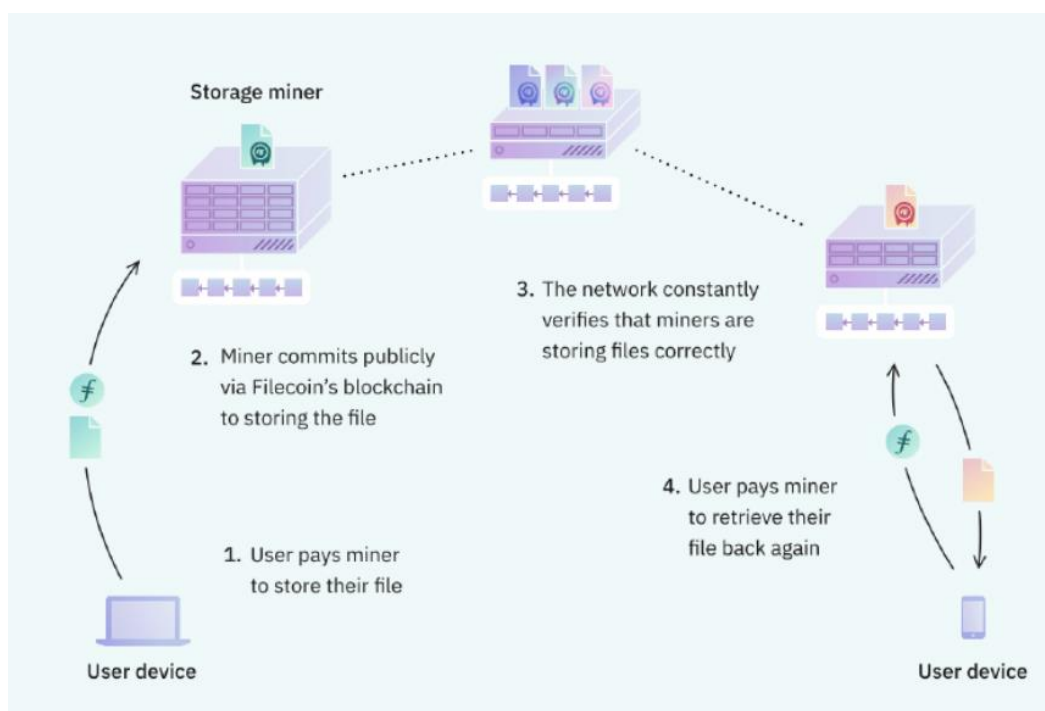 Storage miner
2. Miner commits publicly
via Filecoin's blockchain
to storing the file
1. User pays miner
to store their file
User device
3. The network constantly
verifies that miners are
storing files correctly
4. User pays miner
to retrieve their
file back again
User device